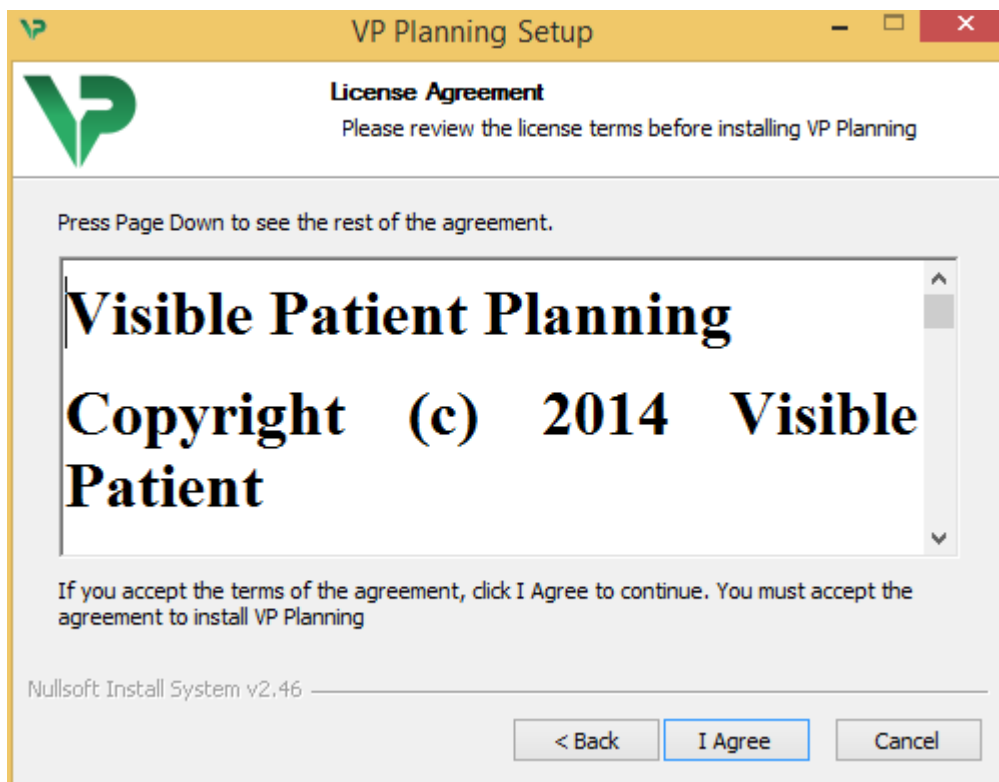 VP Planning Setup
License Agreement
Please review the license terms before installing VP Planning
Press Page Down to see the rest of the agreement.
Visible Patient Planning
Copyright (c) 2014 Visible
Patient
If you accept the terms of the agreement, click I Agree to continue. You must accept the
agreement to install VP Planning
Nullsoft Install System v2.46
< Back
I Agree
Cancel